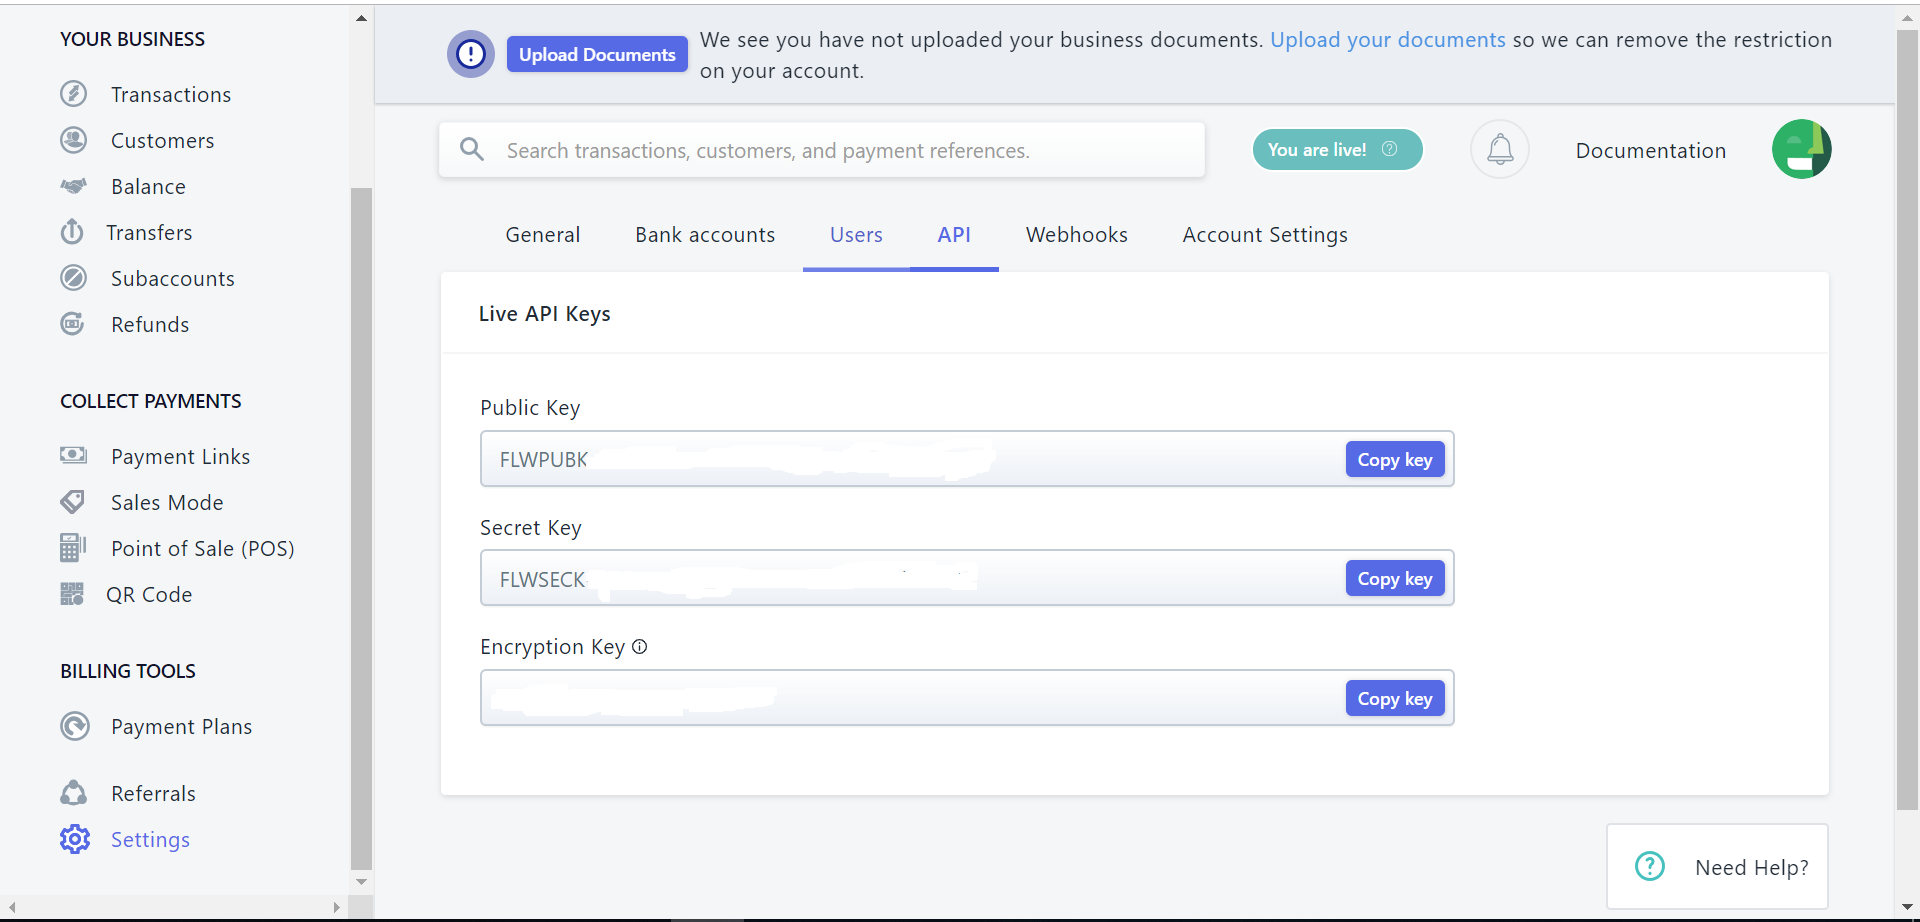 YOUR BUSINESS
Transactions
Customers
Balance
Transfers
Subaccounts
Refunds
COLLECT PAYMENTS
Payment Links
Sales Mode
Point of Sale (POS)
QR Code
BILLING TOOLS
Payment Plans
Referrals
Settings
Upload Documents
We see you have not uploaded your business documents. Upload your documents so we can remove the restriction
on your account.
Search transactions, customers, and payment references.
You are live!
Documentation
General Bank accounts Users API Webhooks Account Settings
Live API Keys
Public Key
FLWPUBK Copy key
Secret Key
FLWSECK Copy key
Encryption Key
Copy key
Need Help?